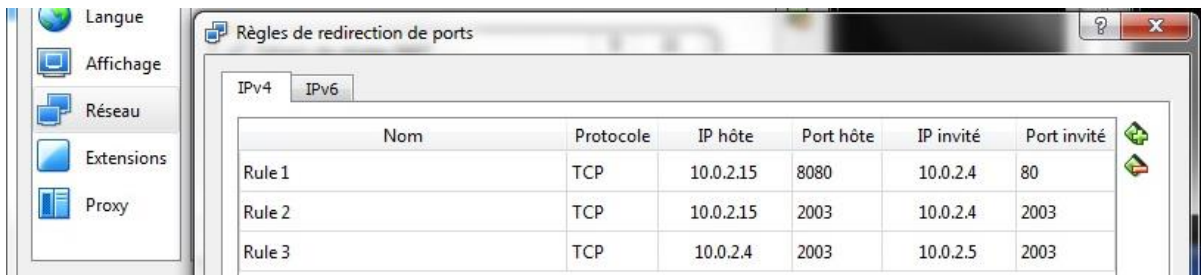 Langue
Affichage
Réseau
Extensions
Proxy
Règles de redirection de ports
IPv4 IPv6
Nom Protocole IP hôte Port hôte IP invité Port invité
Rule 1 TCP 10.0.2.15 8080 10.0.2.4 80
Rule 2 TCP 10.0.2.15 2003 10.0.2.4 2003
Rule 3 TCP 10.0.2.4 2003 10.0.2.5 2003